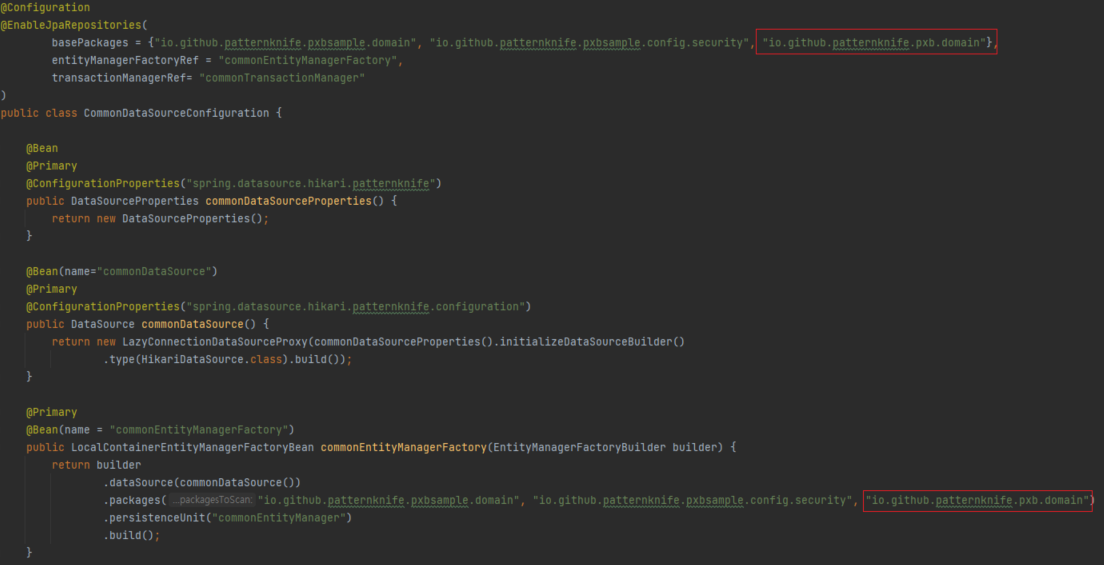 @Configuration
@EnableJpaRepositories(
        basePackages = {"io.github.patternknife.pxbsample.domain", "io.github.patternknife.pxbsample.config.security", "io.github.patternknife.pxb.domain"},
        entityManagerFactoryRef = "commonEntityManagerFactory",
        transactionManagerRef= "commonTransactionManager"
)
public class CommonDataSourceConfiguration {
    @Bean
    @Primary
    @ConfigurationProperties("spring.datasource.hikari.patternknife")
    public DataSourceProperties commonDataSourceProperties() {
        return new DataSourceProperties();
    }
    @Bean(name="commonDataSource")
    @Primary
    @ConfigurationProperties("spring.datasource.hikari.patternknife.configuration")
    public DataSource commonDataSource() {
        return new LazyConnectionDataSourceProxy(commonDataSourceProperties().initializeDataSourceBuilder()
                .type(HikariDataSource.class).build());
    }
    @Primary
    @Bean(name = "commonEntityManagerFactory")
    public LocalContainerEntityManagerFactoryBean commonEntityManagerFactory(EntityManagerFactoryBuilder builder) {
        return builder
                .dataSource(commonDataSource())
                .packages( ...packagesToScan: "io.github.patternknife.pxbsample.domain", "io.github.patternknife.pxbsample.config.security", "io.github.patternknife.pxb.domain")
                .persistenceUnit("commonEntityManager")
                .build();
    }